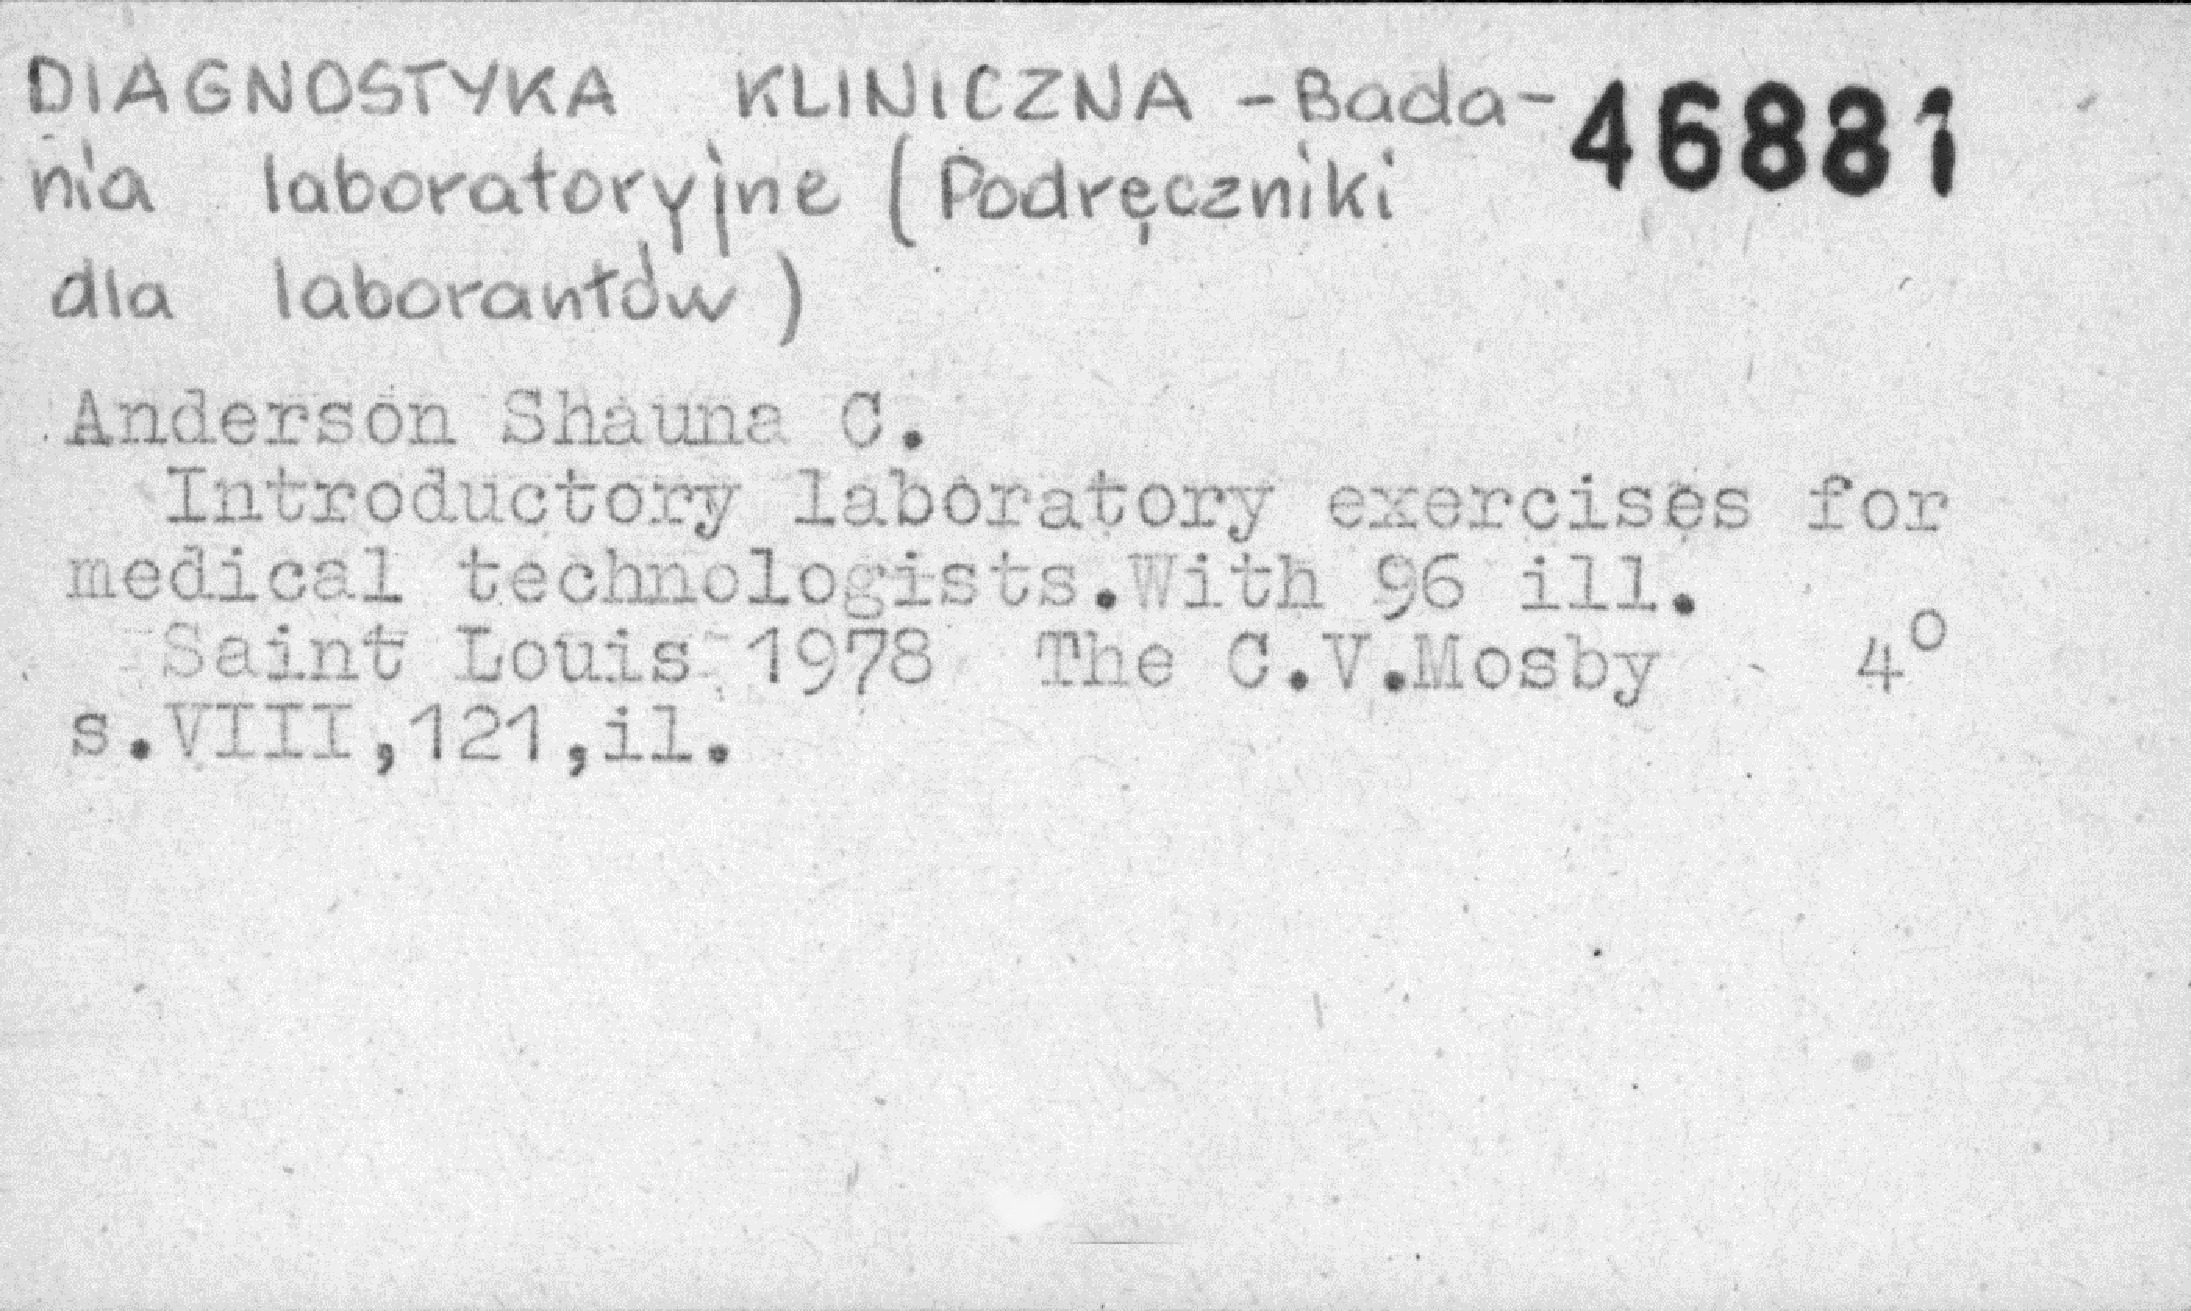 DIAGNOSTYKA KLINICZNA - Bada- 46881
nia laboratoryjne (Podręczniki
dla laborantów)
Anderson Shauna C.
Introductory laboratory exercises for
medical technologists.With 96 ill.
Saint Louis 1978 The C.V.Mosby 4°
s.VIII,121,il.